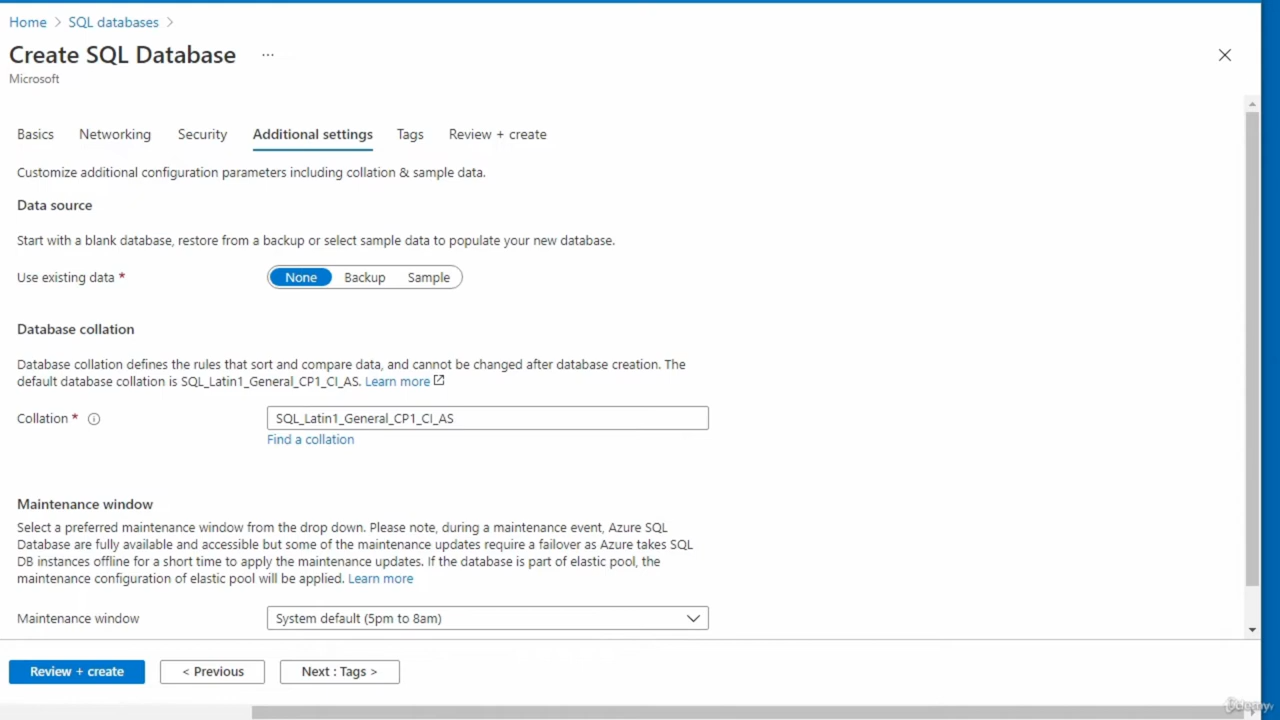 Home > SQL databases >
Create SQL Database ...
Microsoft
Basics Networking Security Additional settings Tags Review + create
Customize additional configuration parameters including collation & sample data.
Data source
Start with a blank database, restore from a backup or select sample data to populate your new database.
Use existing data * None Backup Sample
Database collation
Database collation defines the rules that sort and compare data, and cannot be changed after database creation. The
default database collation is SQL_Latin1_General_CP1_CI_AS. Learn more
Collation * SQL_Latin1_General_CP1_CI_AS
Find a collation
Maintenance window
Select a preferred maintenance window from the drop down. Please note, during a maintenance event, Azure SQL
Database are fully available and accessible but some of the maintenance updates require a failover as Azure takes SQL
DB instances offline for a short time to apply the maintenance updates. If the database is part of elastic pool, the
maintenance configuration of elastic pool will be applied. Learn more
Maintenance window System default (5pm to 8am)
Review + create < Previous Next : Tags >
Udemy